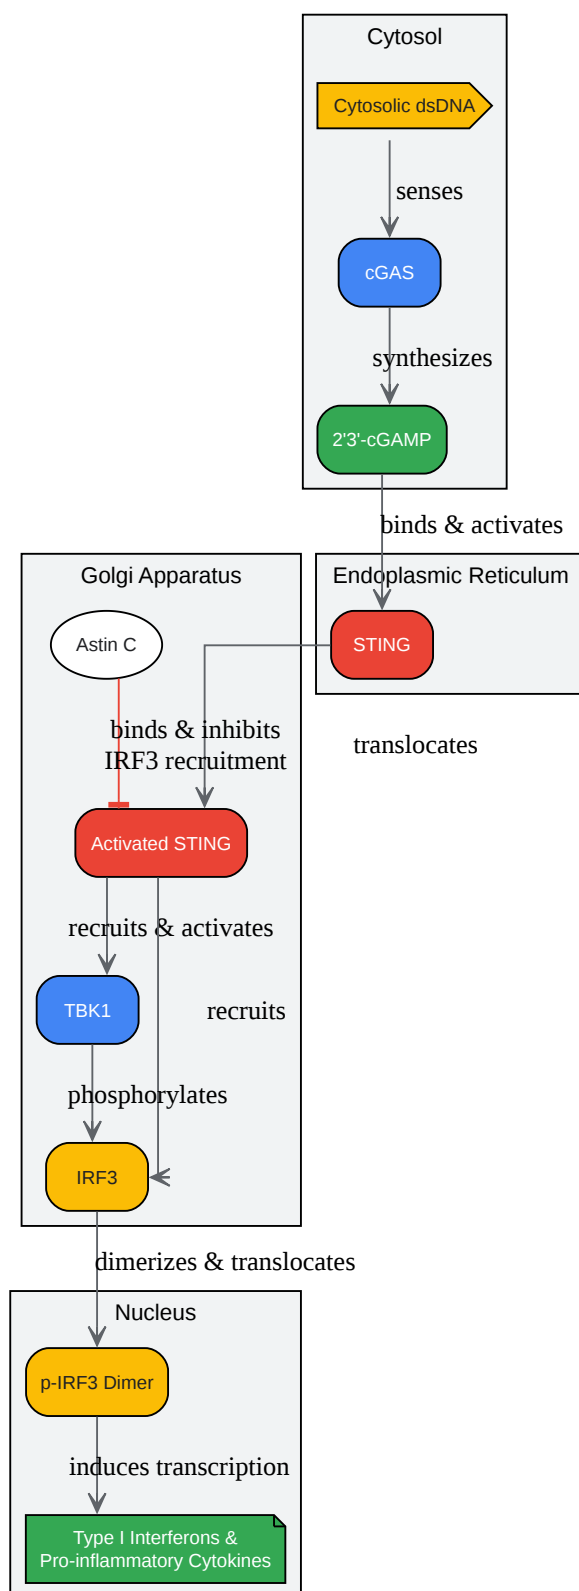 Cytosol
Cytosolic dsDNA
senses
cGAS
synthesizes
2'3'-cGAMP
binds & activates
Golgi Apparatus
Endoplasmic Reticulum
Astin C
STING
binds & inhibits
IRF3 recruitment
translocates
Activated STING
recruits & activates
TBK1
recruits
phosphorylates
IRF3
dimerizes & translocates
Nucleus
p-IRF3 Dimer
induces transcription
Type I Interferons &
Pro-inflammatory Cytokines